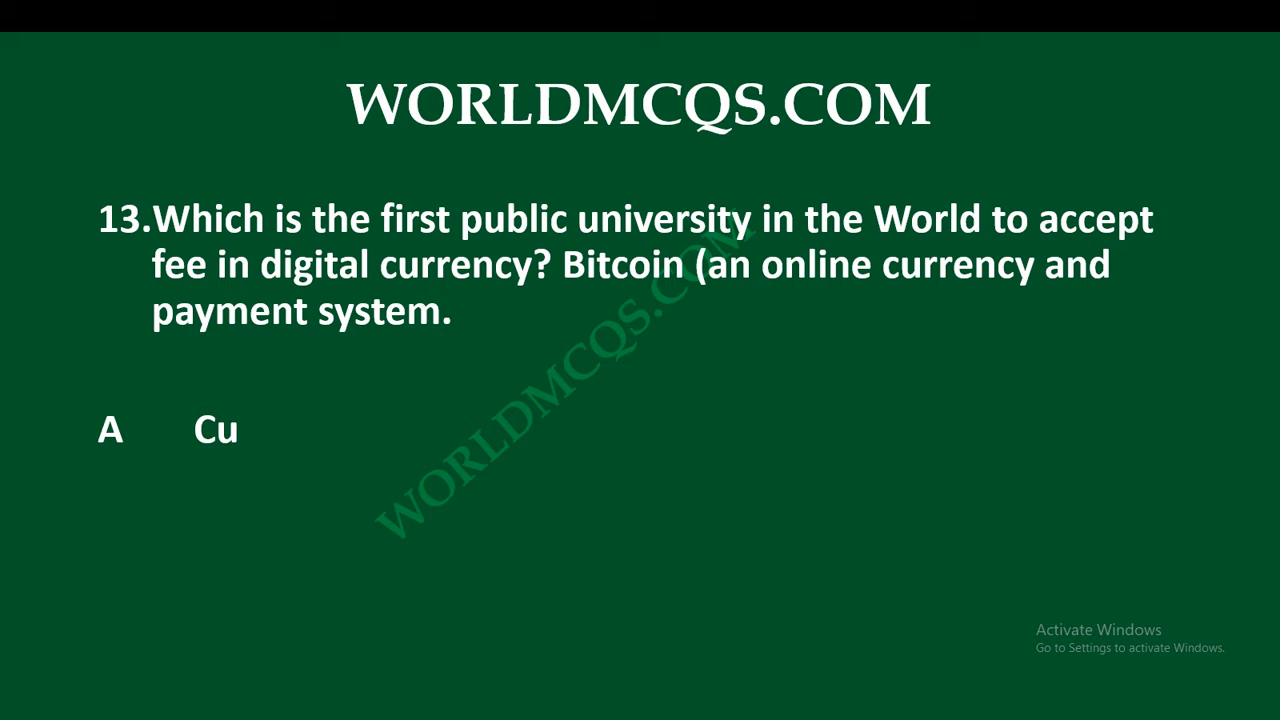 WORLDMCQS.COM
13.Which is the first public university in the World to accept
fee in digital currency? Bitcoin (an online currency and
payment system.
WORLDMCQS.COM
A Cu
Activate Windows
Go to Settings to activate Windows.